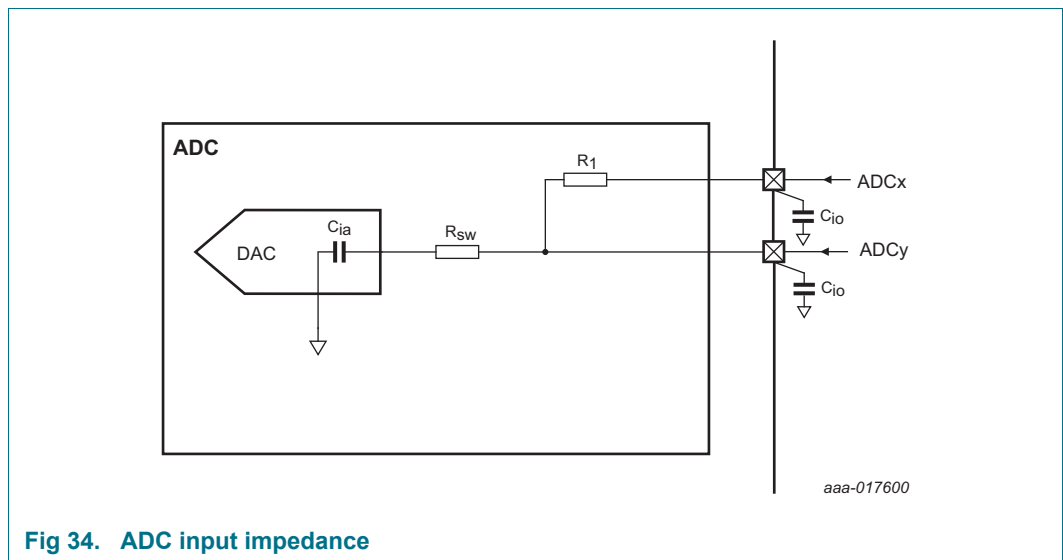 ADC
R1
ADCx
Cio
Cia
Rsw
DAC
ADCy
Cio
aaa-017600
Fig 34. ADC input impedance